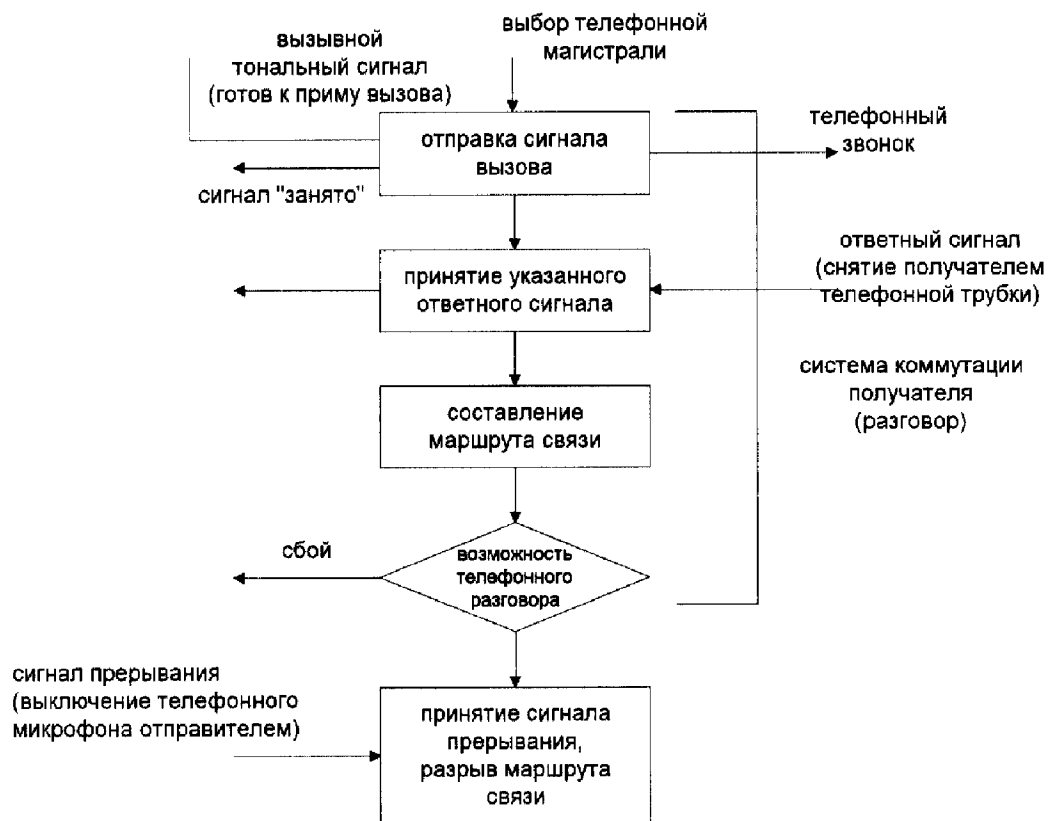 выбор телефонной
магистрали
вызывной
тональный сигнал
(готов к приму вызова)
отправка сигнала
вызова
телефонный
звонок
сигнал "занято"
принятие указанного
ответного сигнала
ответный сигнал
(снятие получателем
телефонной трубки)
составление
маршрута связи
система коммутации
получателя
(разговор)
сбой
возможность
телефонного
разговора
сигнал прерывания
(выключение телефонного
микрофона отправителем)
принятие сигнала
прерывания,
разрыв маршрута
связи